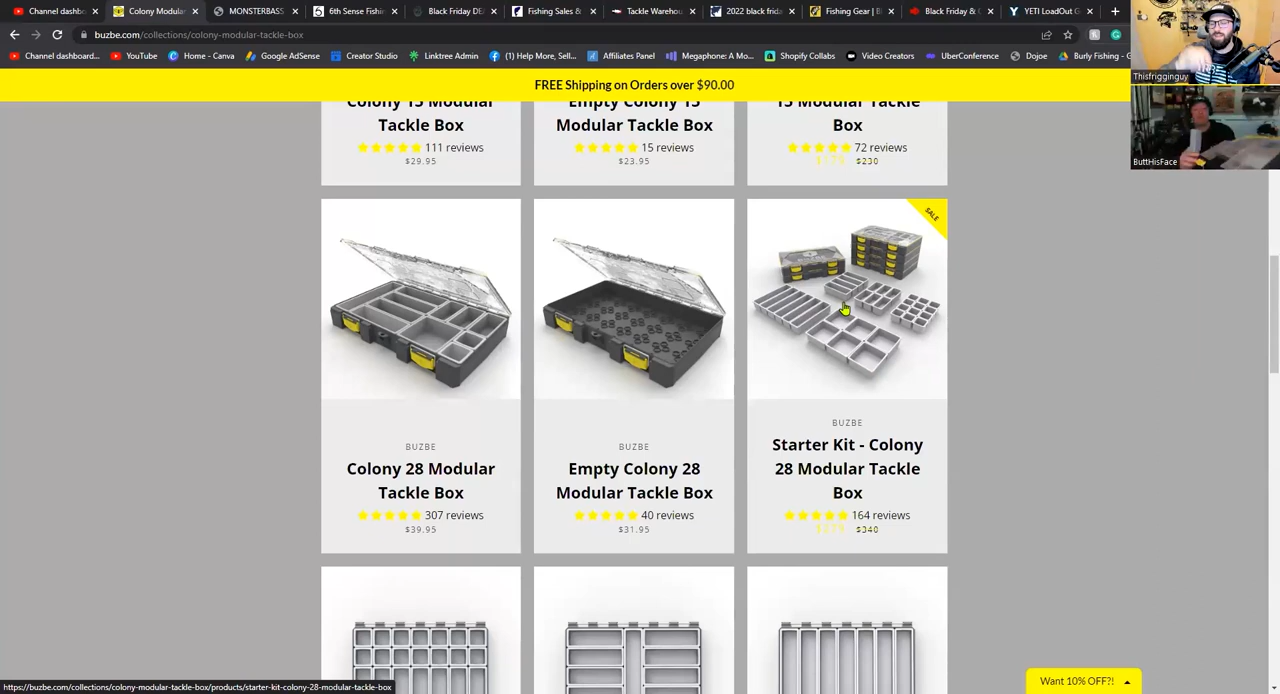 Channel dashbo
Colony Modular
MONSTERBASS
6th Sense Fishin
Black Friday DEA
Fishing Sales &
Tackle Warehou
2022 black frida
Fishing Gear | B
Black Friday & C
YETI LoadOut G
buzbe.com/collections/colony-modular-tackle-box
Channel dashboard...
YouTube
Home - Canva
Google AdSense
Creator Studio
Linktree Admin
(1) Help More, Sell...
Affiliates Panel
Megaphone: A Mo...
Shopify Collabs
Video Creators
UberConference
Dojoe
Burly Fishing -
Thisfrigginguy
ButtHisFace
FREE Shipping on Orders over $90.00
Colony 15 Modular
Tackle Box
111 reviews
$29.95
Empty Colony 15
Modular Tackle Box
15 reviews
$23.95
15 Modular Tackle
Box
72 reviews
$230
BUZBE
Colony 28 Modular
Tackle Box
307 reviews
$39.95
BUZBE
Empty Colony 28
Modular Tackle Box
40 reviews
$31.95
SALE
BUZBE
Starter Kit - Colony
28 Modular Tackle
Box
164 reviews
$340
Want 10% OFF?!
https://buzbe.com/collections/colony-modular-tackle-box/products/starter-kit-colony-28-modular-tackle-box